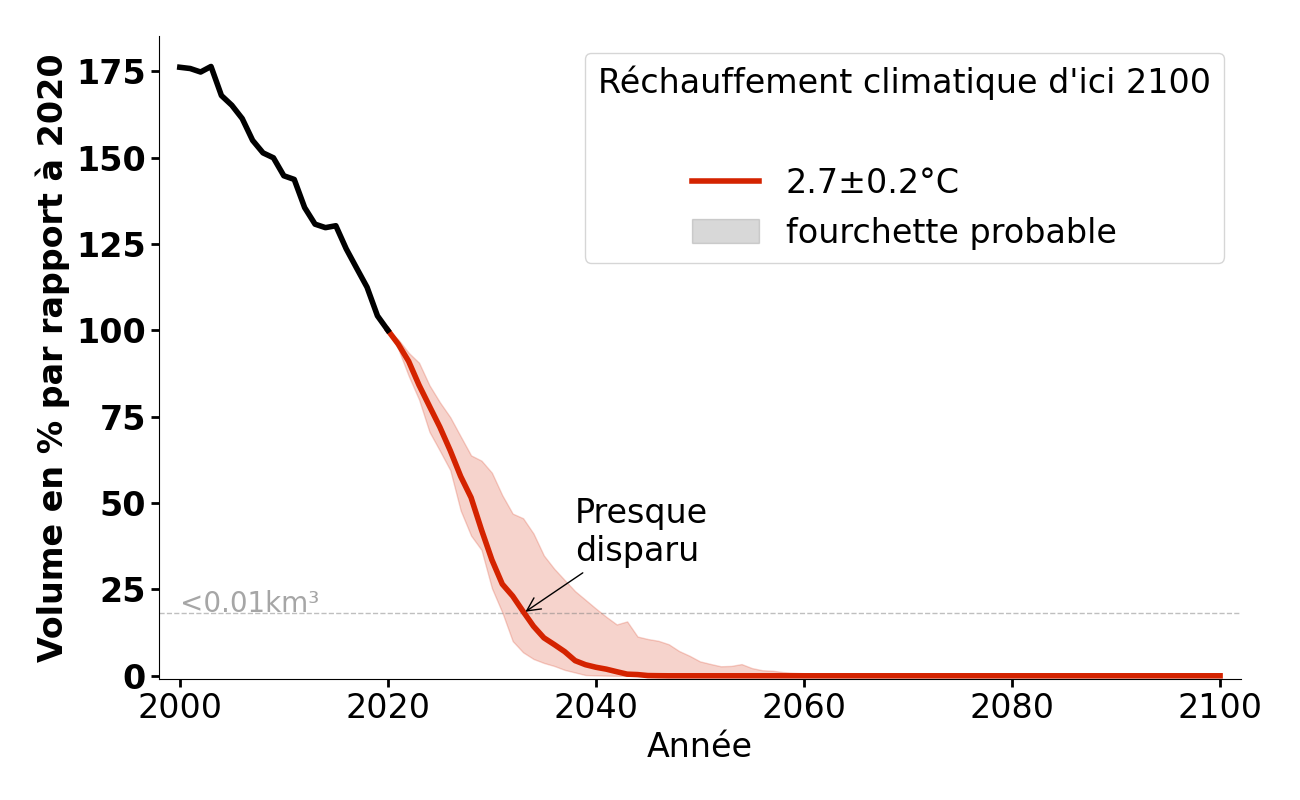 Volume en % par rapport à 2020
175
150
125
100
75
50
25
0
Réchauffement climatique d'ici 2100
2.7±0.2°C
fourchette probable
Presque
disparu
<0.01km³
2000 2020 2040 2060 2080 2100
Année